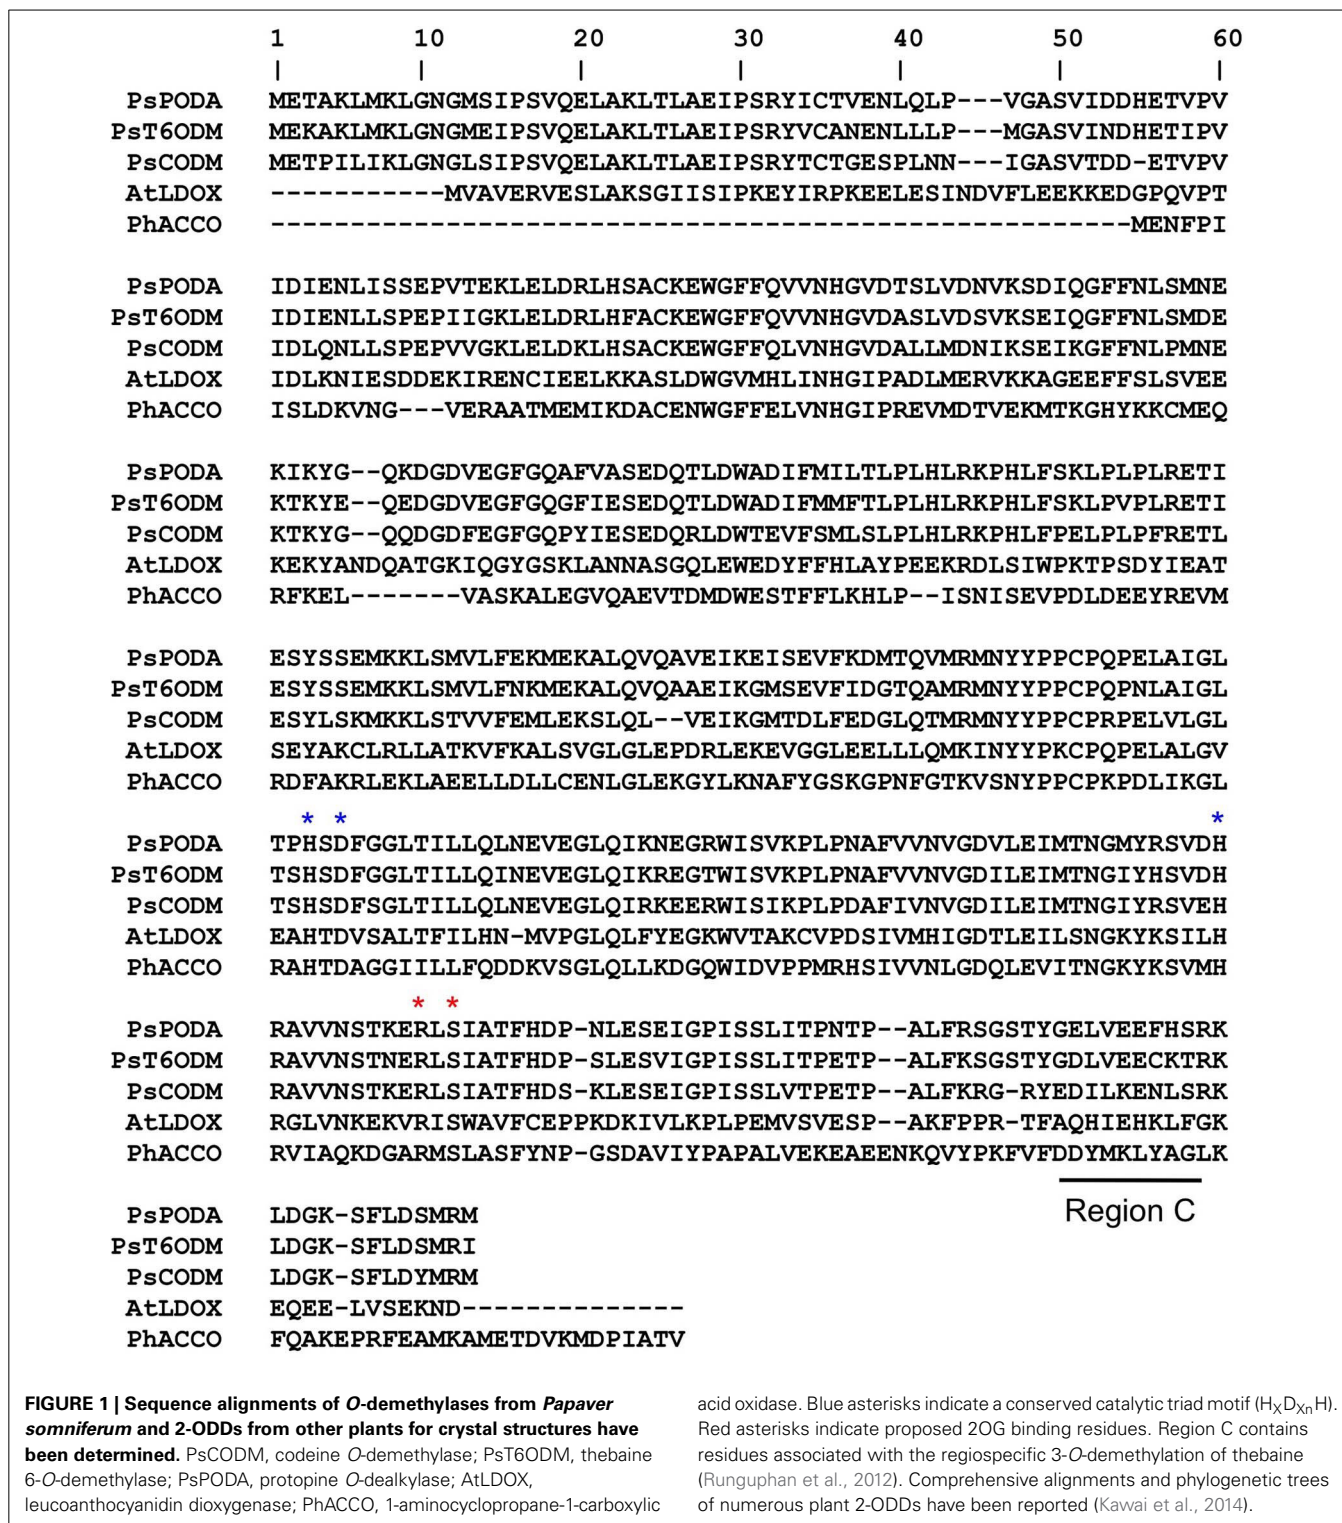 1 10 20 30 40 50 60
| | | | | | |
PsPODA METAKLMKLGNGMSIPSVQELAKLTLAEIPSRYICTVENLQLP---VGASVIDDHETVPV
PsT6ODM MEKAKLMKLGNGMEIPSVQELAKLTLAEIPSRYVCANENLLLP---MGASVINDHETIPV
PsCODM METPILIKLGNGLSIPSVQELAKLTLAEIPSRYTCTGESPLNN---IGASVTDD-ETVPV
AtLDOX -----------MVAVERVESLAKSGIISIPKEYIRPKEELESINDVFLEEKKEDGPQVPT
PhACCO ------------------------------------------------------MENFPI
PsPODA IDIENLISSEPVTEKLELDRLHSACKEWGFFQVVNHGVDTSLVDNVKSDIQGFFNLSMNE
PsT6ODM IDIENLLSPEPIIGKLELDRLHFACKEWGFFQVVNHGVDASLVDSVKSEIQGFFNLSMDE
PsCODM IDLQNLLSPEPVVGKLELDKLHSACKEWGFFQLVNHGVDALLMDNIKSEIKGFFNLPMNE
AtLDOX IDLKNIESDDEKIRENCIEELKKASLDWGVMHLINHGIPADLMERVKKAGEEFFSLSVEE
PhACCO ISLDKVNG---VERAATMEMIKDACENWGFFELVNHGIPREVMDTVEKMTKGHYKKCMEQ
PsPODA KIKYG--QKDGDVEGFGQAFVASEDQTLDWADIFMILTLPLHLRKPHLFSKLPLPLRETI
PsT6ODM KTKYE--QEDGDVEGFGQGFIESEDQTLDWADIFMMFTLPLHLRKPHLFSKLPVPLRETI
PsCODM KTKYG--QQDGDFEGFGQPYIESEDQRLDWTEVFSMLSLPLHLRKPHLFPELPLPFRETL
AtLDOX KEKYANDQATGKIQGYGSKLANNASGQLEWEDYFFHLAYPEEKRDLSIWPKTPSDYIEAT
PhACCO RFKEL-------VASKALEGVQAEVTDMDWESTFFLKHLP--ISNISEVPDLDEEYREVM
PsPODA ESYSSEMKKLSMVLFEKMEKALQVQAVEIKEISEVFKDMTQVMRMNYYPPCPQPELAIGL
PsT6ODM ESYSSEMKKLSMVLFNKMEKALQVQAAEIKGMSEVFIDGTQAMRMNYYPPCPQPNLAIGL
PsCODM ESYLSKMKKLSTVVFEMLEKSLQL--VEIKGMTDLFEDGLQTMRMNYYPPCPRPELVLGL
AtLDOX SEYAKCLRLLATKVFKALSVGLGLEPDRLEKEVGGLEELLLQMKINYYPKCPQPELALGV
PhACCO RDFAKRLEKLAEELLDLLCENLGLEKGYLKNAFYGSKGPNFGTKVSNYPPCPKPDLIKGL
* * *
PsPODA TPHSDFGGLTILLQLNEVEGLQIKNEGRWISVKPLPNAFVVNVGDVLEIMTNGMYRSVDH
PsT6ODM TSHSDFGGLTILLQINEVEGLQIKREGTWISVKPLPNAFVVNVGDILEIMTNGIYHSVDH
PsCODM TSHSDFSGLTILLQLNEVEGLQIRKEERWISIKPLPDAFIVNVGDILEIMTNGIYRSVEH
AtLDOX EAHTDVSALTFILHN-MVPGLQLFYEGKWVTAKCVPDSIVMHIGDTLEILSNGKYKSILH
PhACCO RAHTDAGGIILLFQDDKVSGLQLLKDGQWIDVPPMRHSIVVNLGDQLEVITNGKYKSVMH
* *
PsPODA RAVVNSTKERLSIATFHDP-NLESEIGPISSLITPNTP--ALFRSGSTYGELVEEFHSRK
PsT6ODM RAVVNSTNERLSIATFHDP-SLESVIGPISSLITPETP--ALFKSGSTYGDLVEECKTRK
PsCODM RAVVNSTKERLSIATFHDS-KLESEIGPISSLVTPETP--ALFKRG-RYEDILKENLSRK
AtLDOX RGLVNKEKVRISWAVFCEPPKDKIVLKPLPEMVSVESP--AKFPPR-TFAQHIEHKLFGK
PhACCO RVIAQKDGARMSLASFYNP-GSDAVIYPAPALVEKEAEENKQVYPKFVFDDYMKLYAGLK
Region C
PsPODA LDGK-SFLDSMRM
PsT6ODM LDGK-SFLDSMRI
PsCODM LDGK-SFLDYMRM
AtLDOX EQEE-LVSEKND--------------
PhACCO FQAKEPRFEAMKAMETDVKMDPIATV
FIGURE 1 | Sequence alignments of O-demethylases from Papaver
somniferum and 2-ODDs from other plants for crystal structures have
been determined. PsCODM, codeine O-demethylase; PsT6ODM, thebaine
6-O-demethylase; PsPODA, protopine O-dealkylase; AtLDOX,
leucoanthocyanidin dioxygenase; PhACCO, 1-aminocyclopropane-1-carboxylic
acid oxidase. Blue asterisks indicate a conserved catalytic triad motif (HXDXnH).
Red asterisks indicate proposed 2OG binding residues. Region C contains
residues associated with the regiospecific 3-O-demethylation of thebaine
(Runguphan et al., 2012). Comprehensive alignments and phylogenetic trees
of numerous plant 2-ODDs have been reported (Kawai et al., 2014).